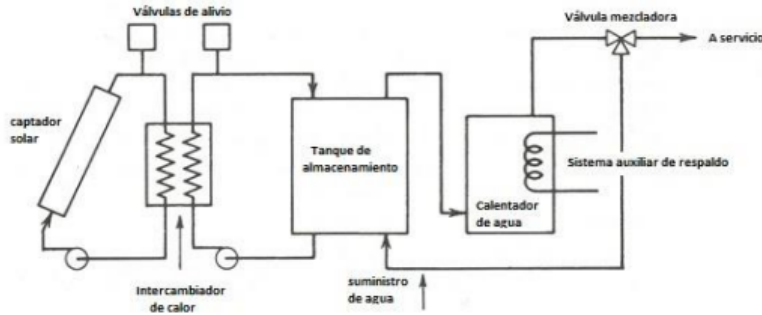 Válvulas de alivio
Válvula mezcladora
A servicio
captador
solar
Tanque de
almacenamiento
Sistema auxiliar de respaldo
Calentador
de agua
Intercambiador
de calor
suministro
de agua